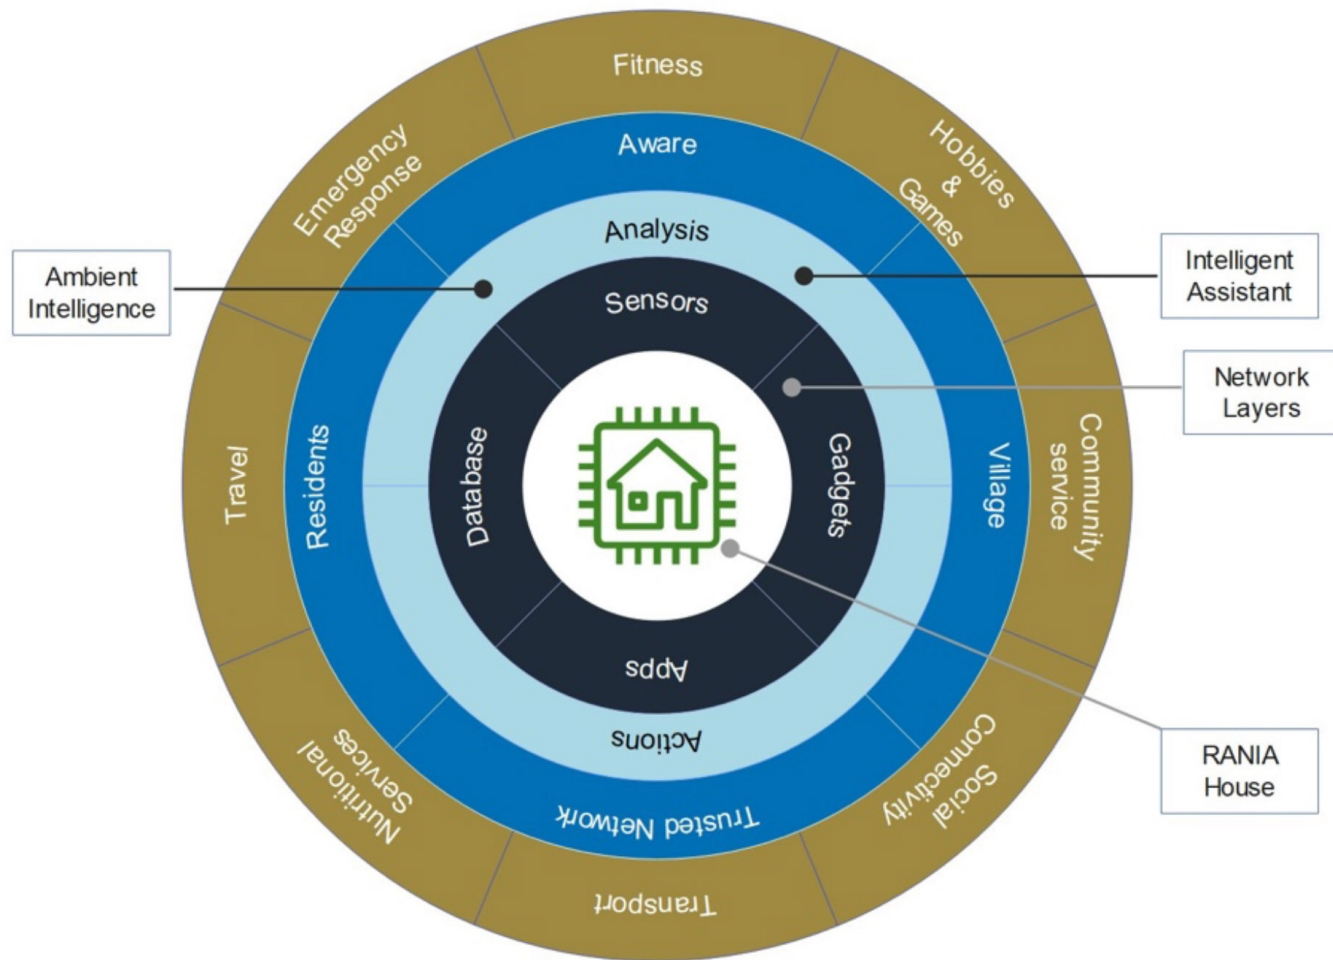 Fitness
Hobbies
&
Games
Community
service
Social
Connectivity
Transport
Nutritional
Services
Travel
Emergency
Response
Aware
Village
Trusted Network
Residents
Analysis
Actions
Sensors
Gadgets
Apps
Database
Ambient
Intelligence
Intelligent
Assistant
Network
Layers
RANIA
House